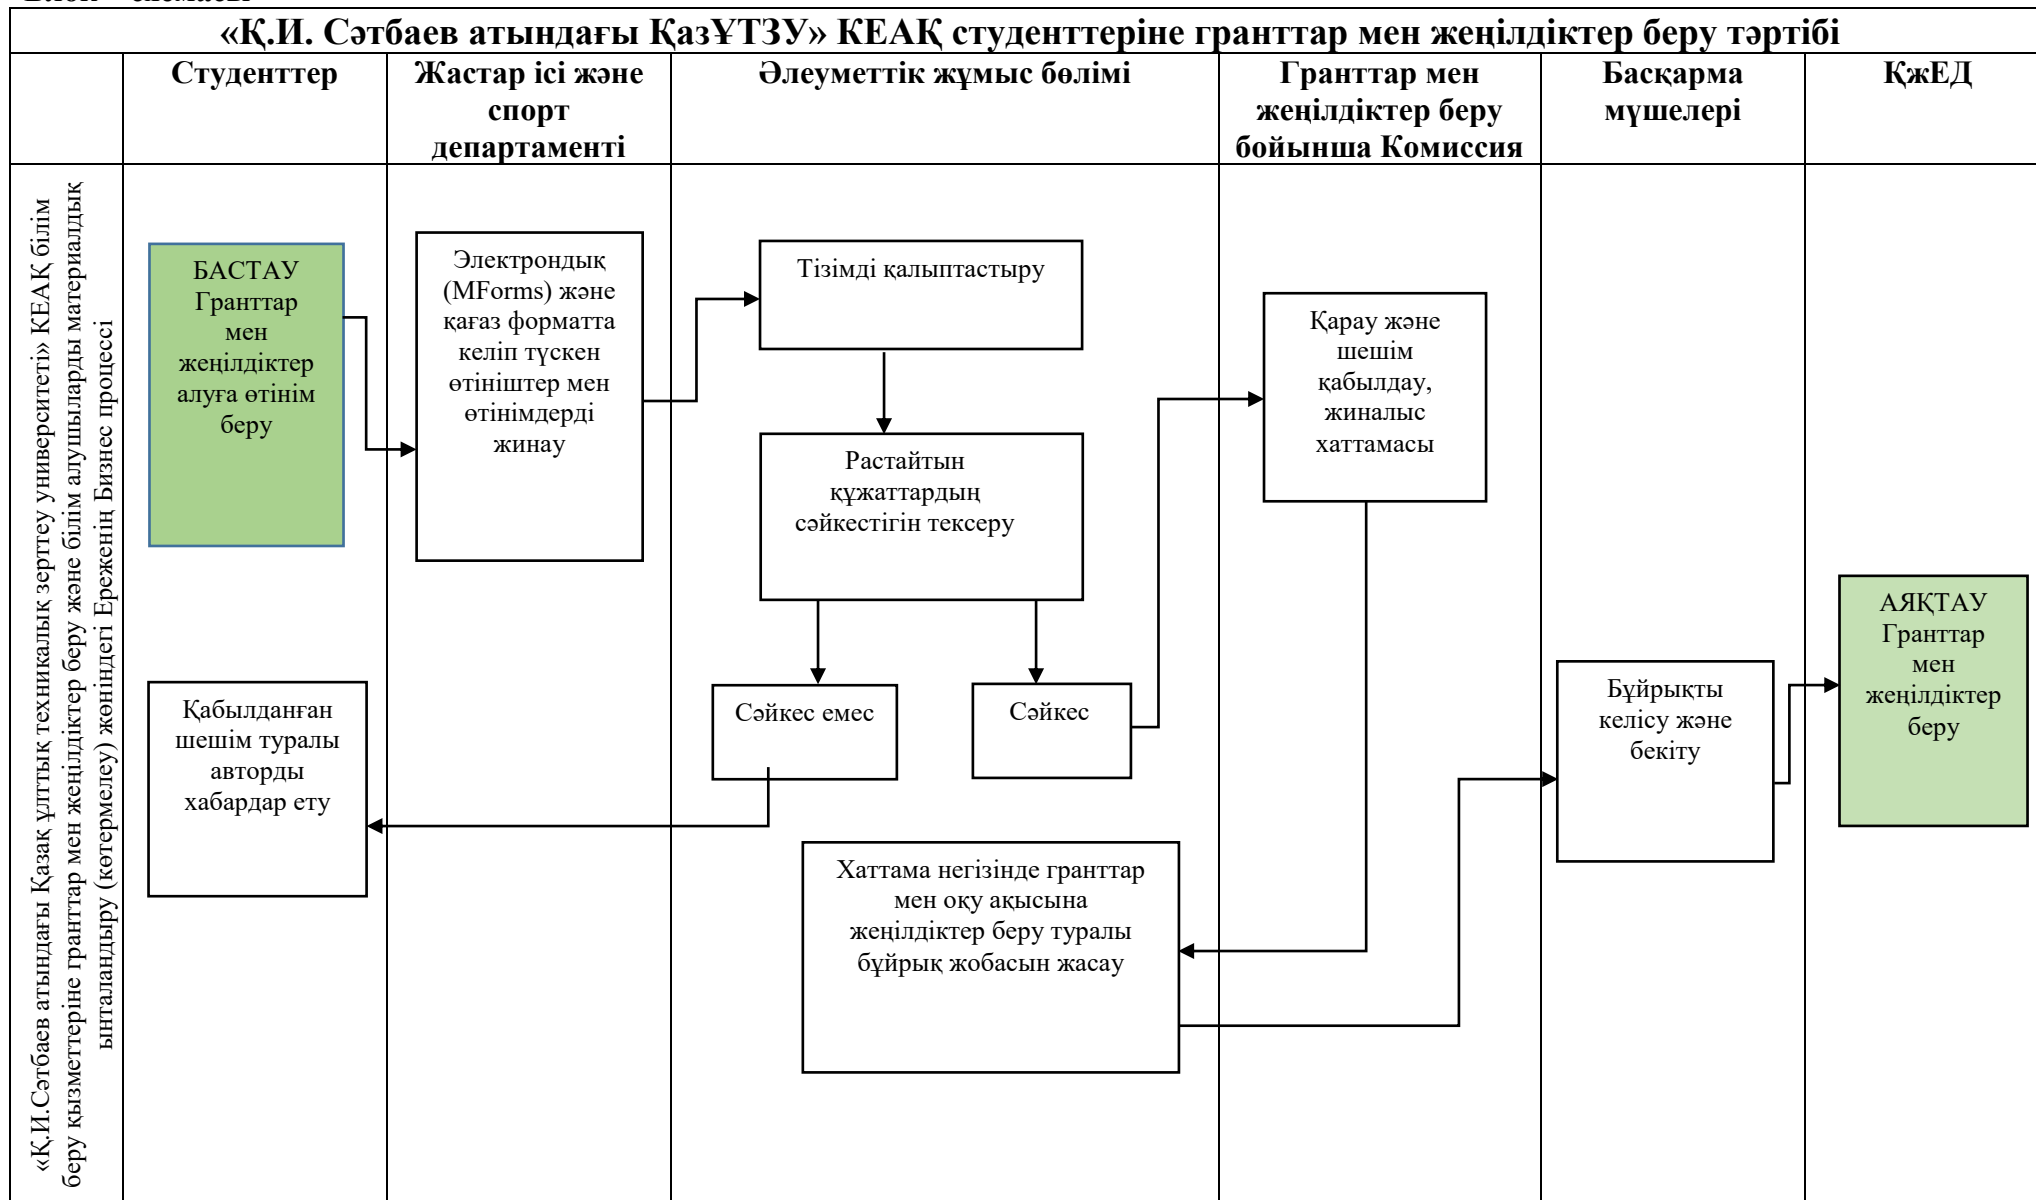 «Қ.И. Сәтбаев атындағы ҚазҰТЗУ» КЕАҚ студенттеріне гранттар мен жеңілдіктер беру тәртібі
Студенттер
Жастар ісі және
спорт
департаменті
Әлеуметтік жұмыс бөлімі
Гранттар мен
жеңілдіктер беру
бойынша Комиссия
Басқарма
мүшелері
ҚжЕД
«Қ.И.Сәтбаев атындағы Қазақ ұлттық техникалық зерттеу университеті» КЕАҚ білім
беру қызметтеріне гранттар мен жеңілдіктер беру және білім алушыларды материалдық
ынталандыру (көтермелеу) жөніндегі Ереженің Бизнес процессі
БАСТАУ
Гранттар
мен
жеңілдіктер
алуға өтінім
беру
Электрондық
(MForms) және
қағаз форматта
келіп түскен
өтініштер мен
өтінімдерді
жинау
Тізімді қалыптастыру
Растайтын
құжаттардың
сәйкестігін тексеру
Сәйкес емес
Сәйкес
Қарау және
шешім
қабылдау,
жиналыс
хаттамасы
Қабылданған
шешім туралы
авторды
хабардар ету
Хаттама негізінде гранттар
мен оқу ақысына
жеңілдіктер беру туралы
бұйрық жобасын жасау
Бұйрықты
келісу және
бекіту
АЯҚТАУ
Гранттар
мен
жеңілдіктер
беру